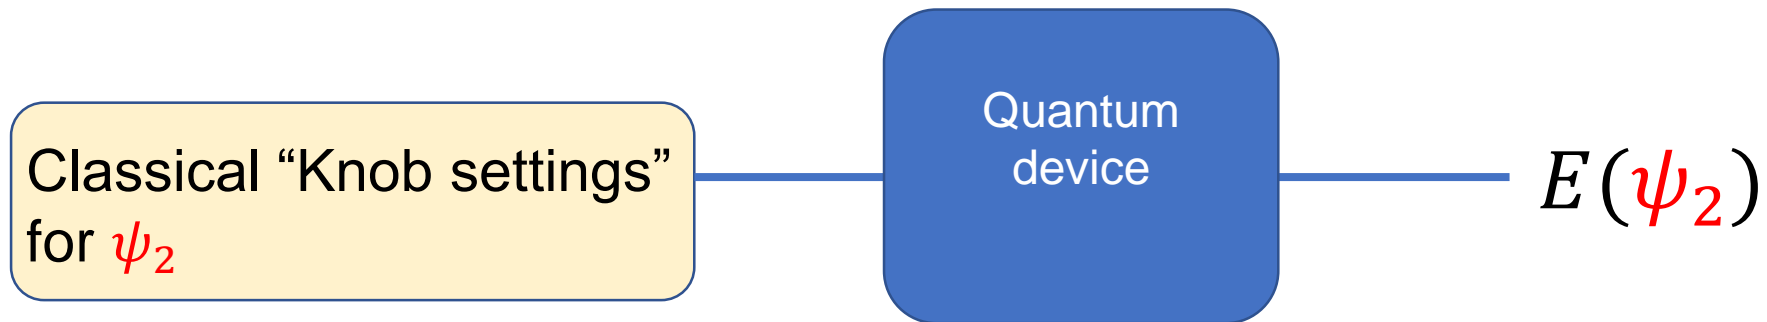 Classical “Knob settings”
for ψ₂
Quantum
device
E(ψ₂)